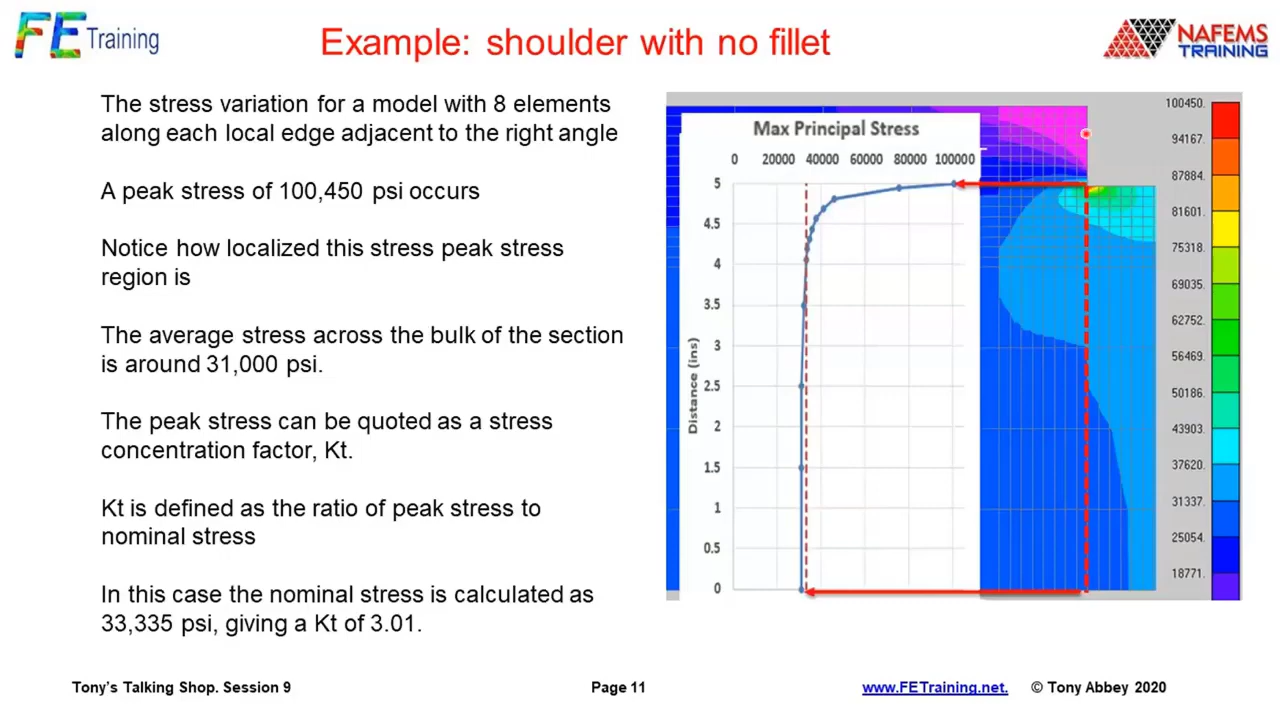 FE Training
Example: shoulder with no fillet
NAFEMS
TRAINING
The stress variation for a model with 8 elements
along each local edge adjacent to the right angle
A peak stress of 100,450 psi occurs
Notice how localized this stress peak stress
region is
The average stress across the bulk of the section
is around 31,000 psi.
The peak stress can be quoted as a stress
concentration factor, Kt.
Kt is defined as the ratio of peak stress to
nominal stress
In this case the nominal stress is calculated as
33,335 psi, giving a Kt of 3.01.
Max Principal Stress
0 20000 40000 60000 80000 100000
5
4.5
4
3.5
3
2.5
2
1.5
1
0.5
0
Distance (ins)
100450.
94167.
87884.
81601.
75318.
69035.
62752.
56469.
50186.
43903.
37620.
31337.
25054.
18771.
Tony's Talking Shop. Session 9
Page 11
www.FETraining.net.
© Tony Abbey 2020